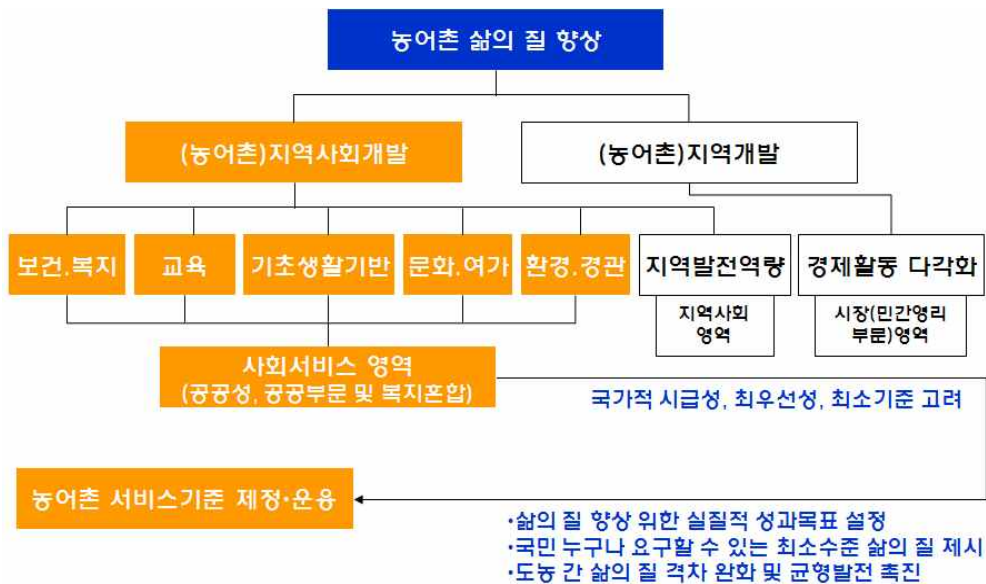 농어촌 삶의 질 향상
(농어촌)지역사회개발
(농어촌)지역개발
보건.복지
교육
기초생활기반
문화.여가
환경.경관
지역발전역량
경제활동 다각화
지역사회
영역
시장(민간영리
부문)영역
사회서비스 영역
(공공성, 공공부문 및 복지혼합)
국가적 시급성, 최우선성, 최소기준 고려
농어촌 서비스기준 제정·운용
·삶의 질 향상 위한 실질적 성과목표 설정
·국민 누구나 요구할 수 있는 최소수준 삶의 질 제시
·도농 간 삶의 질 격차 완화 및 균형발전 촉진